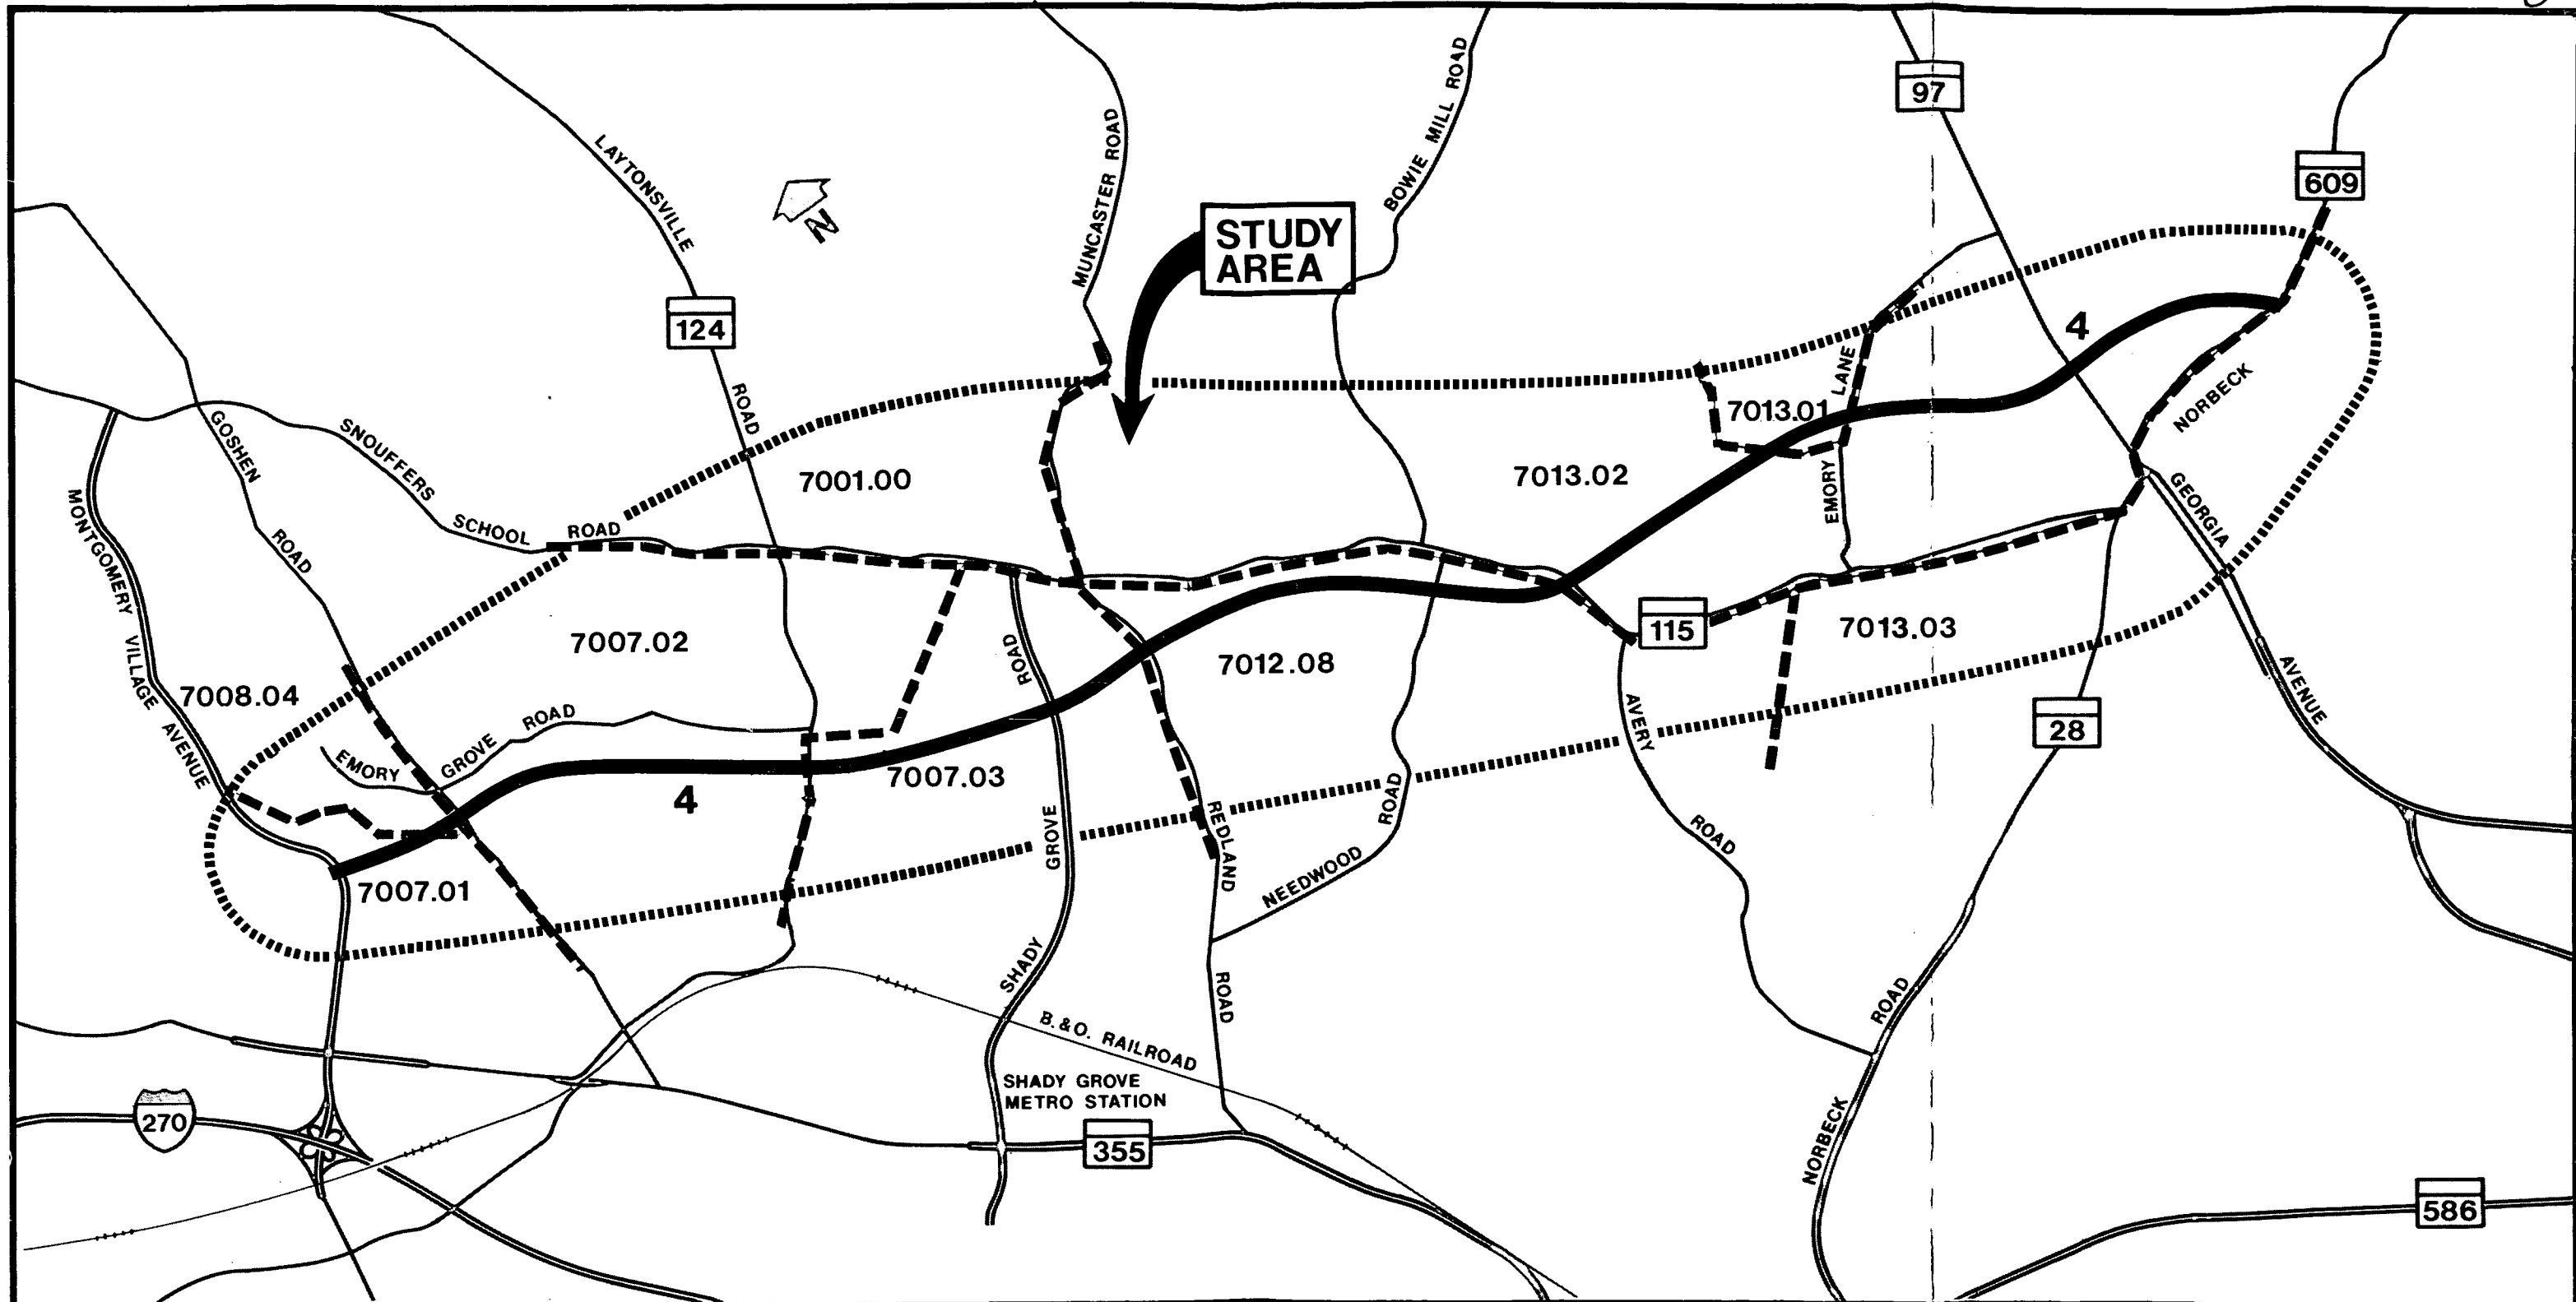 97
BOWIE MILL ROAD
MUNCASTER ROAD
LAYTONSVILLE
609
N
STUDY
AREA
124
4
LANE
ROAD
NORBECK
7013.01
GOSHEN
SNOUFFERS
7001.00
7013.02
EMORY
GEORGIA
MONTGOMERY VILLAGE AVENUE
SCHOOL ROAD
ROAD
115
7013.03
7007.02
ROAD
7012.08
7008.04
AVENUE
AVERY
28
ROAD
EMORY GROVE
7007.03
4
ROAD
REDLAND
GROVE
ROAD
NEEDWOOD
7007.01
SHADY
ROAD
ROAD
B.&O. RAILROAD
SHADY GROVE
METRO STATION
270
355
NORBECK
586